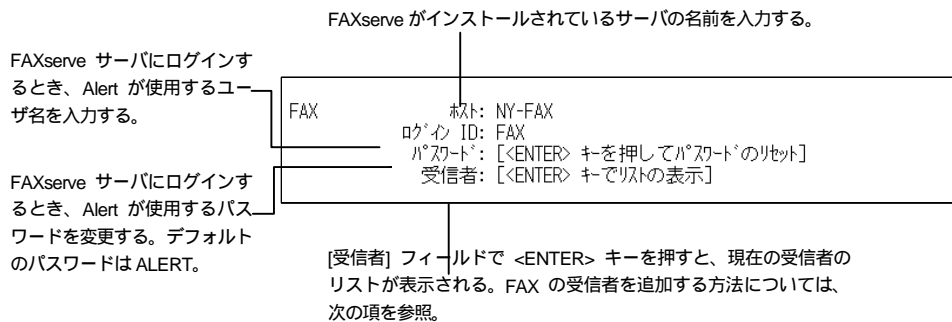 FAXserve がインストールされているサーバの名前を入力する。
FAXserve サーバにログインす
るとき、Alert が使用するユー
ザ名を入力する。
FAX ﾎｽﾄ: NY-FAX
ﾛｸﾞｲﾝ ID: FAX
ﾊﾟｽﾜｰﾄﾞ: [<ENTER> ｷｰを押してﾊﾟｽﾜｰﾄﾞのﾘｾｯﾄ]
受信者: [<ENTER> ｷｰでﾘｽﾄの表示]
FAXserve サーバにログインす
るとき、Alert が使用するパス
ワードを変更する。デフォルト
のパスワードは ALERT。
[受信者] フィールドで <ENTER> キーを押すと、現在の受信者の
リストが表示される。FAX の受信者を追加する方法については、
次の項を参照。